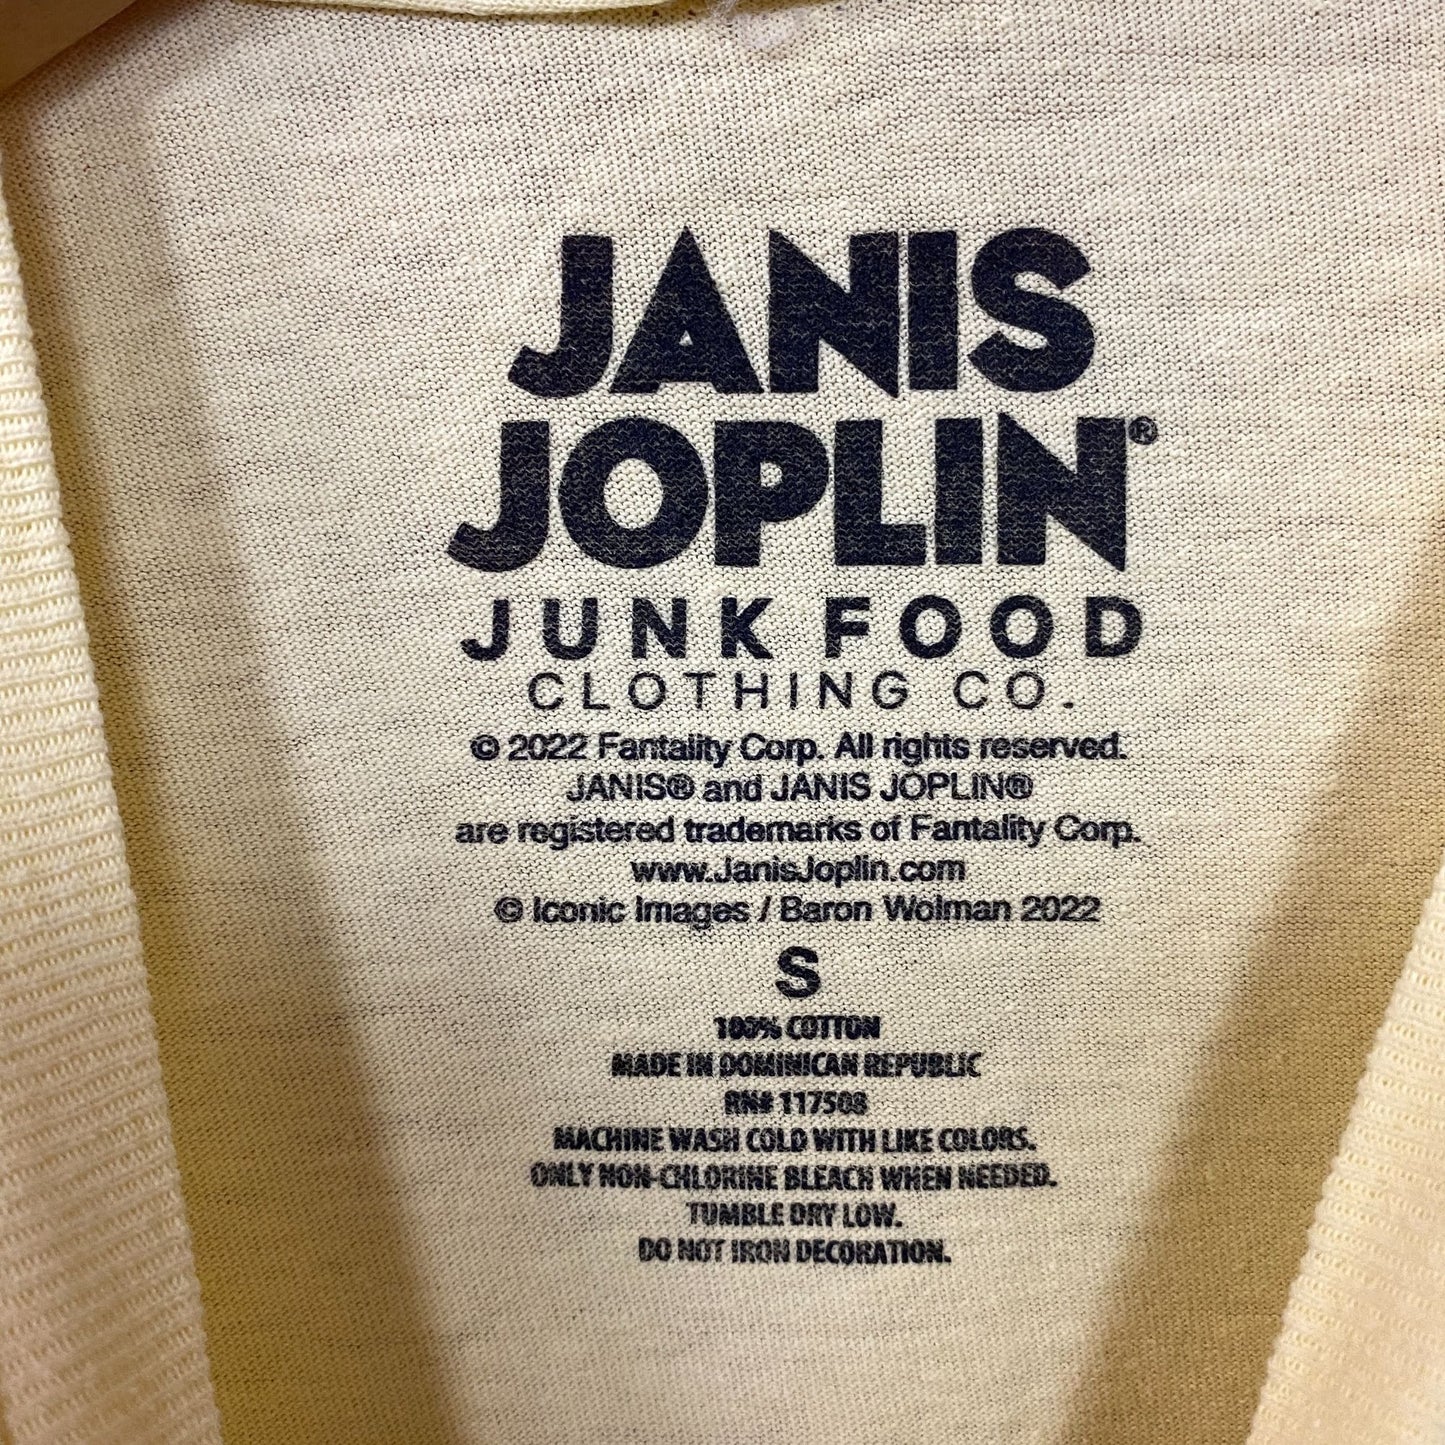 JANIS
JOPLIN®
JUNK FOOD
CLOTHING CO.
© 2022 Fantality Corp. All rights reserved.
JANIS® and JANIS JOPLIN®
are registered trademarks of Fantality Corp.
www.JanisJoplin.com
© Iconic Images / Baron Wolman 2022
S
100% COTTON
MADE IN DOMINICAN REPUBLIC
RN# 117508
MACHINE WASH COLD WITH LIKE COLORS.
ONLY NON-CHLORINE BLEACH WHEN NEEDED.
TUMBLE DRY LOW.
DO NOT IRON DECORATION.